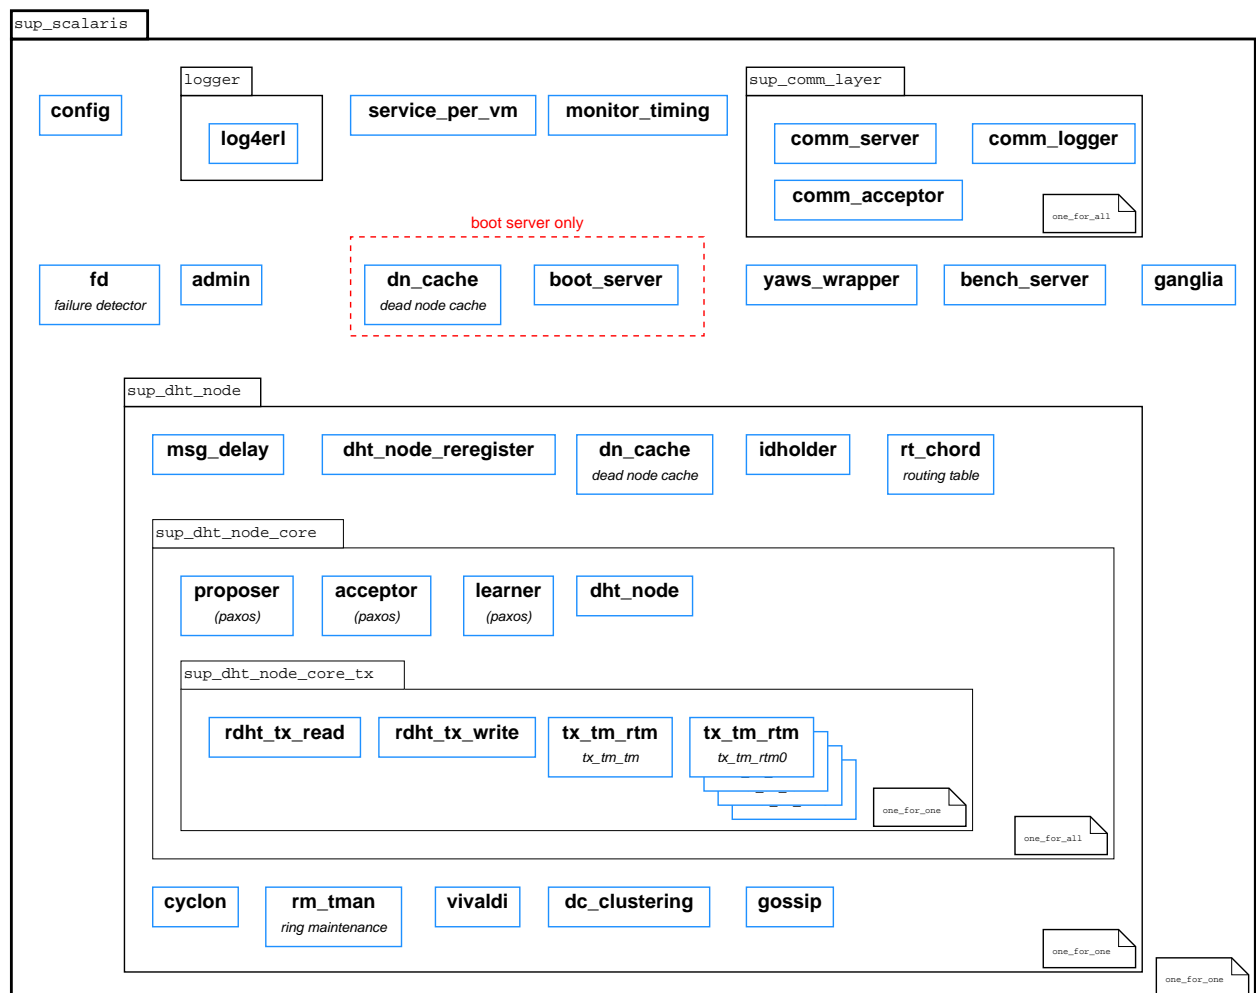 sup_scalaris
logger
sup_comm_layer
config
log4erl
service_per_vm
monitor_timing
comm_server
comm_logger
comm_acceptor
one_for_all
boot server only
fd
failure detector
admin
dn_cache
dead node cache
boot_server
yaws_wrapper
bench_server
ganglia
sup_dht_node
msg_delay
dht_node_reregister
dn_cache
dead node cache
idholder
rt_chord
routing table
sup_dht_node_core
proposer
(paxos)
acceptor
(paxos)
learner
(paxos)
dht_node
sup_dht_node_core_tx
rdht_tx_read
rdht_tx_write
tx_tm_rtm
tx_tm_tm
tx_tm_rtm
tx_tm_rtm0
one_for_one
one_for_all
cyclon
rm_tman
ring maintenance
vivaldi
dc_clustering
gossip
one_for_one
one_for_one